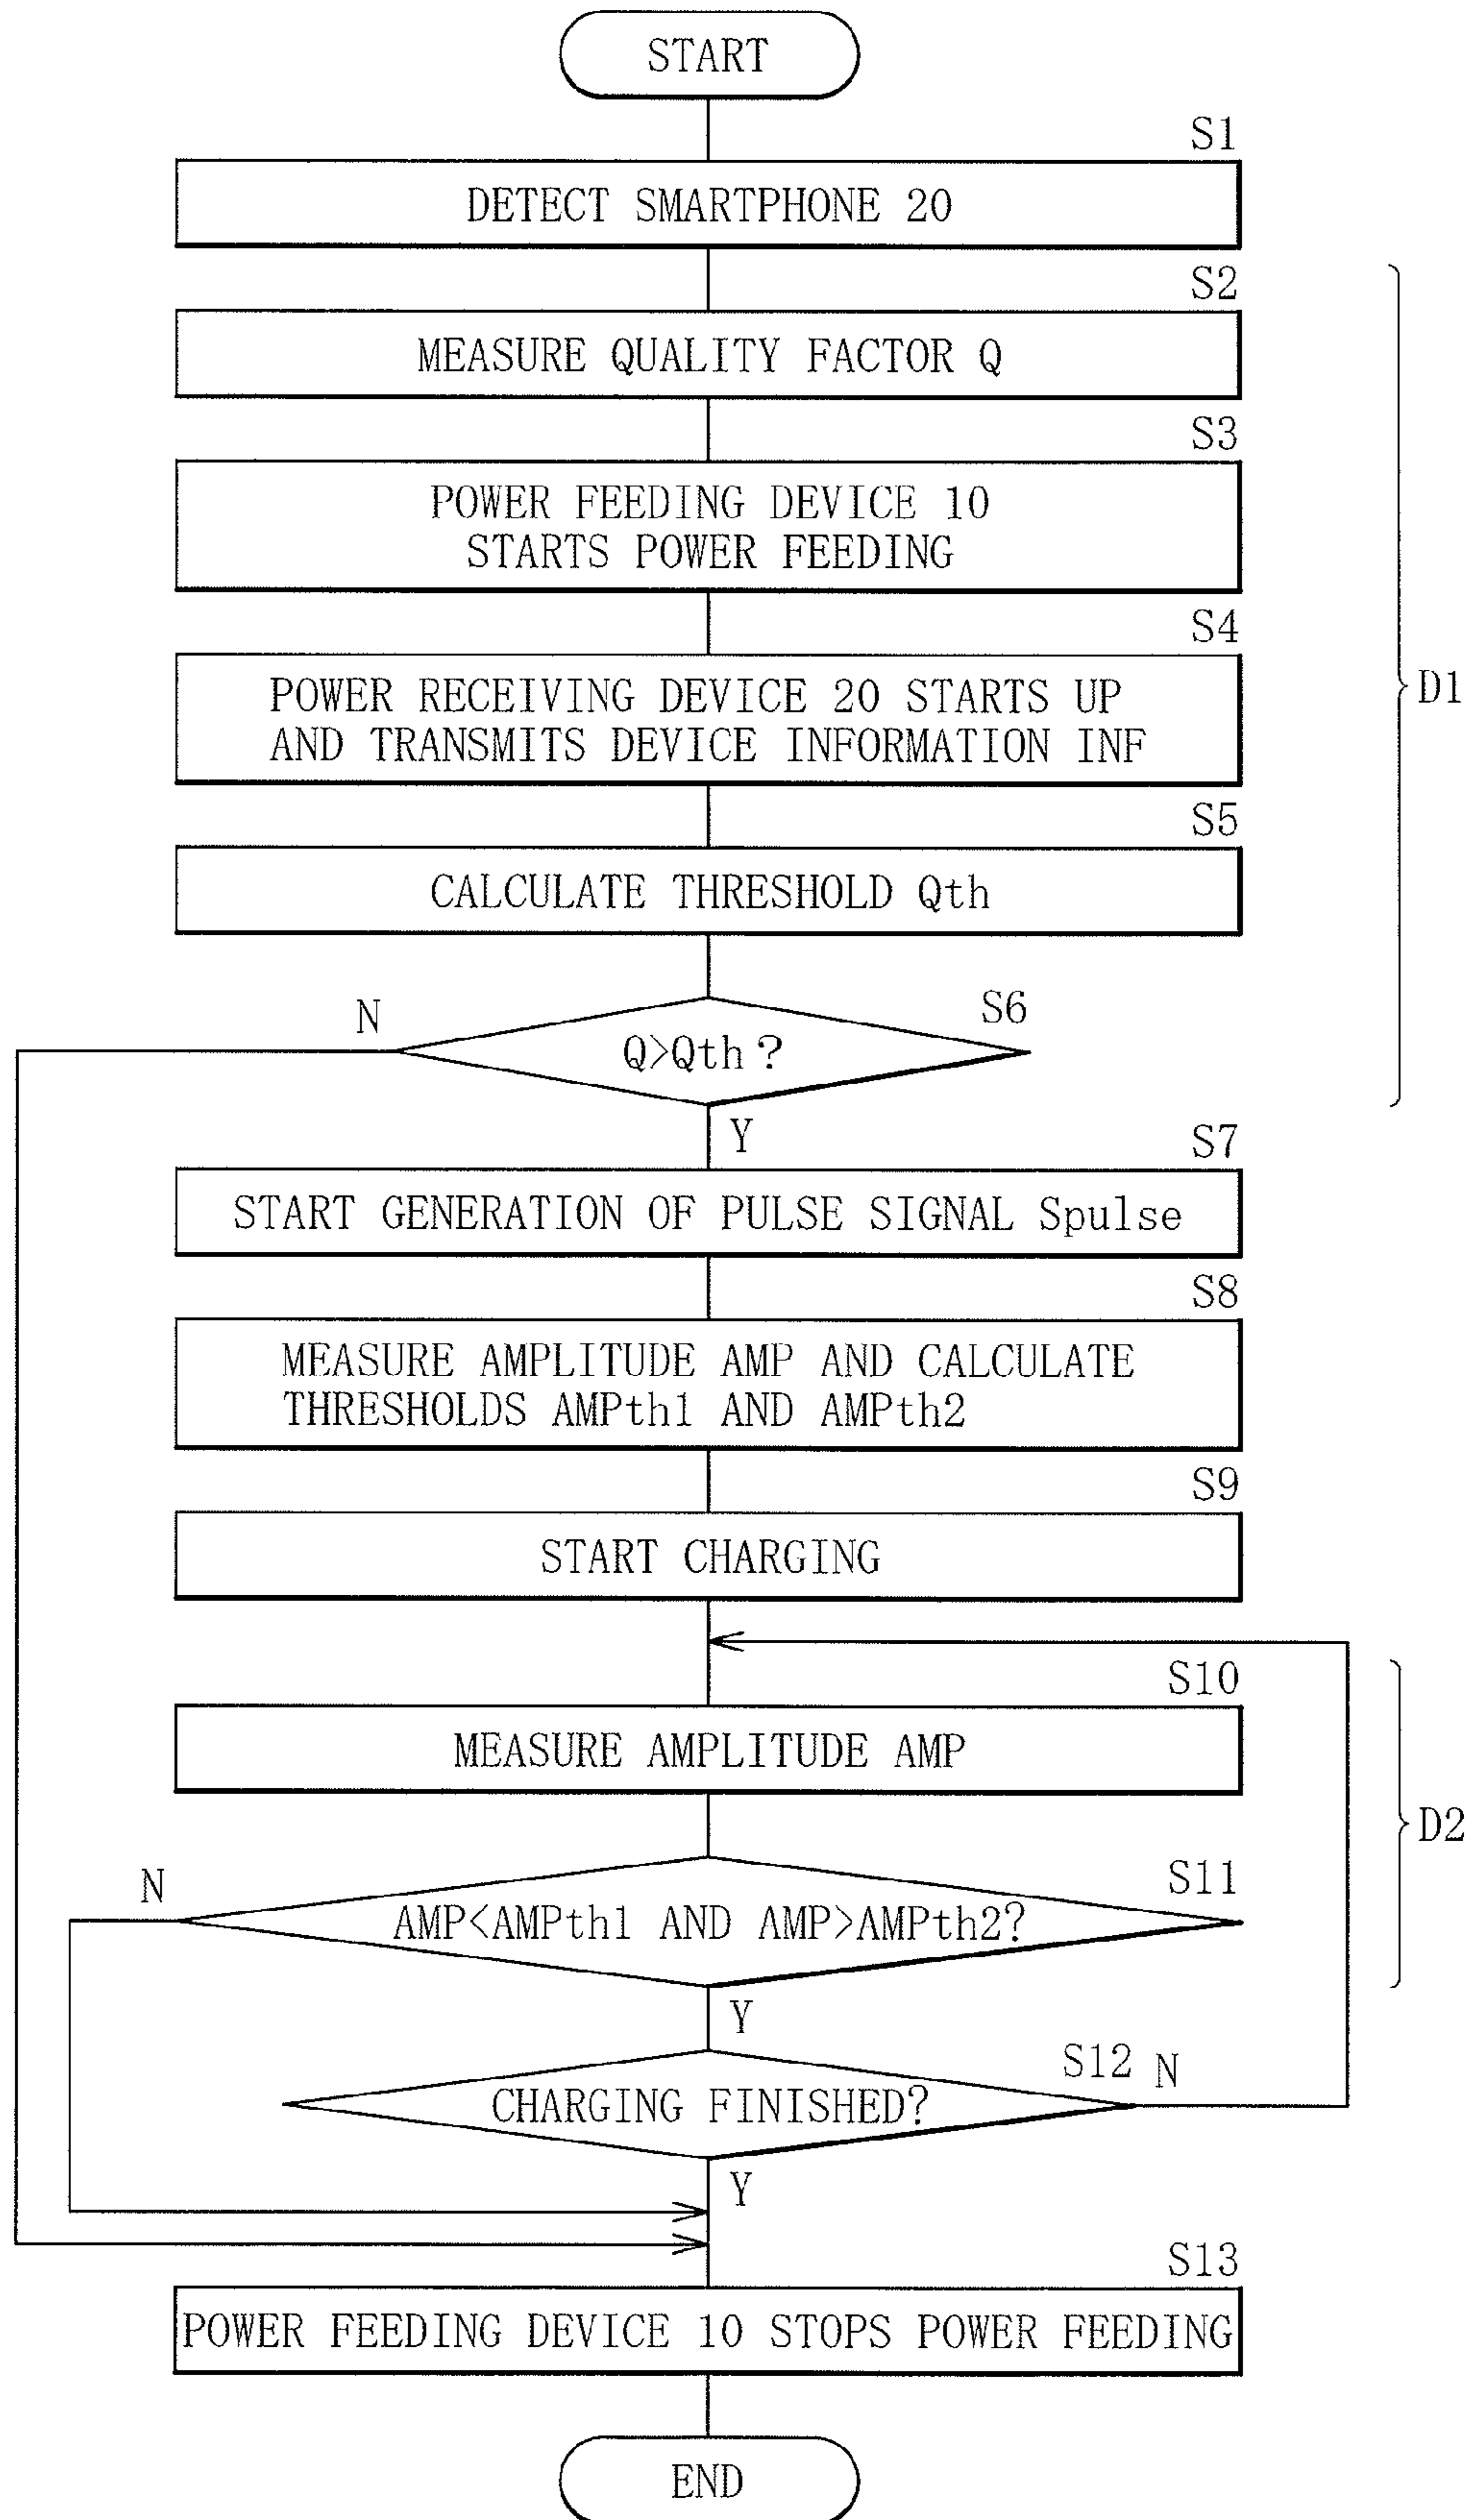 START
S1
DETECT SMARTPHONE 20
S2
MEASURE QUALITY FACTOR Q
S3
POWER FEEDING DEVICE 10
STARTS POWER FEEDING
S4
POWER RECEIVING DEVICE 20 STARTS UP
AND TRANSMITS DEVICE INFORMATION INF
D1
S5
CALCULATE THRESHOLD Qth
S6
N
Q>Qth ?
Y
S7
START GENERATION OF PULSE SIGNAL Spulse
S8
MEASURE AMPLITUDE AMP AND CALCULATE
THRESHOLDS AMPth1 AND AMPth2
S9
START CHARGING
S10
MEASURE AMPLITUDE AMP
D2
S11
N
AMP<AMPth1 AND AMP>AMPth2?
Y
S12
N
CHARGING FINISHED?
Y
S13
POWER FEEDING DEVICE 10 STOPS POWER FEEDING
END